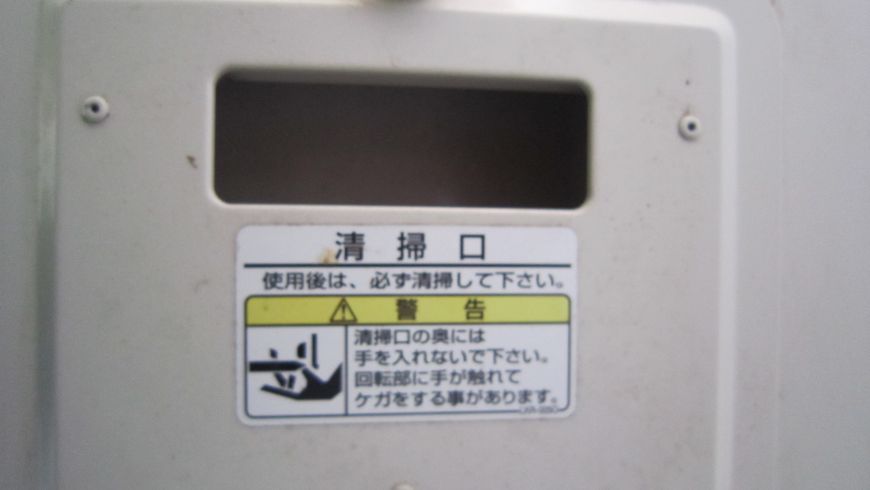 清掃口
使用後は、必ず清掃して下さい。
⚠ 警告
清掃口の奥には
手を入れないで下さい。
回転部に手が触れて
ケガをする事があります。